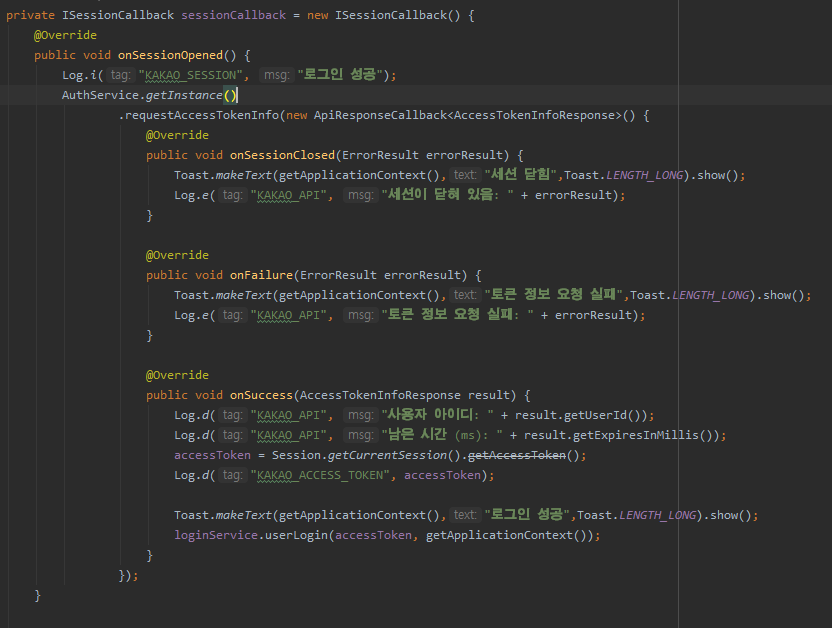 private ISessionCallback sessionCallback = new ISessionCallback() {
@Override
public void onSessionOpened() {
Log.i( tag: "KAKAO_SESSION", msg: "로그인 성공");
AuthService.getInstance()
.requestAccessTokenInfo(new ApiResponseCallback<AccessTokenInfoResponse>() {
@Override
public void onSessionClosed(ErrorResult errorResult) {
Toast.makeText(getApplicationContext(), text: "세션 닫힘",Toast.LENGTH_LONG).show();
Log.e( tag: "KAKAO_API", msg: "세션이 닫혀 있음: " + errorResult);
}
@Override
public void onFailure(ErrorResult errorResult) {
Toast.makeText(getApplicationContext(), text: "토큰 정보 요청 실패",Toast.LENGTH_LONG).show();
Log.e( tag: "KAKAO_API", msg: "토큰 정보 요청 실패: " + errorResult);
}
@Override
public void onSuccess(AccessTokenInfoResponse result) {
Log.d( tag: "KAKAO_API", msg: "사용자 아이디: " + result.getUserId());
Log.d( tag: "KAKAO_API", msg: "남은 시간 (ms): " + result.getExpiresInMillis());
accessToken = Session.getCurrentSession().getAccessToken();
Log.d( tag: "KAKAO_ACCESS_TOKEN", accessToken);
Toast.makeText(getApplicationContext(), text: "로그인 성공",Toast.LENGTH_LONG).show();
loginService.userLogin(accessToken, getApplicationContext());
}
});
}